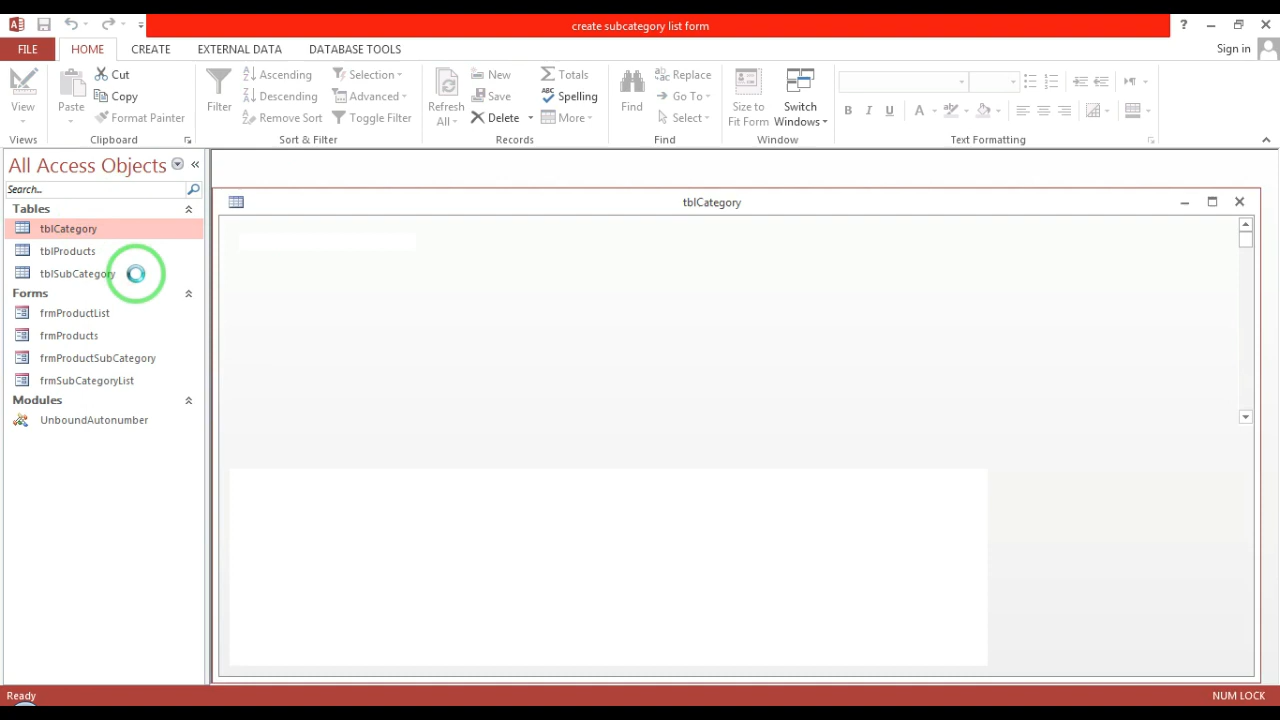 create subcategory list form
?
FILE HOME CREATE EXTERNAL DATA DATABASE TOOLS Sign in
View
Views
Paste
Cut
Copy
Format Painter
Clipboard
Filter
Ascending
Descending
Remove Sort
Selection
Advanced
Toggle Filter
Sort & Filter
Refresh
All
New
Save
Delete
Totals
ABC Spelling
More
Records
Find
Replace
Go To
Select
Find
Size to
Fit Form
Switch
Windows
Window
B I U A
Text Formatting
All Access Objects
Search...
Tables
tblCategory
tblProducts
tblSubCategory
Forms
frmProductList
frmProducts
frmProductSubCategory
frmSubCategoryList
Modules
UnboundAutonumber
tblCategory
Ready NUM LOCK